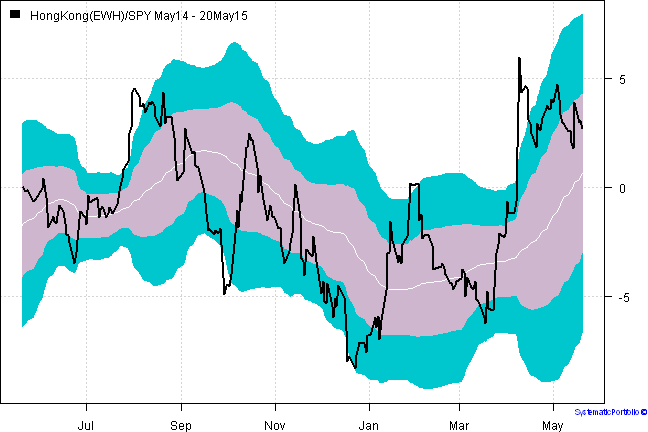 HongKong(EWH)/SPY May14 - 20May15
5
0
-5
Jul Sep Nov Jan Mar May
SystematicPortfolio ©